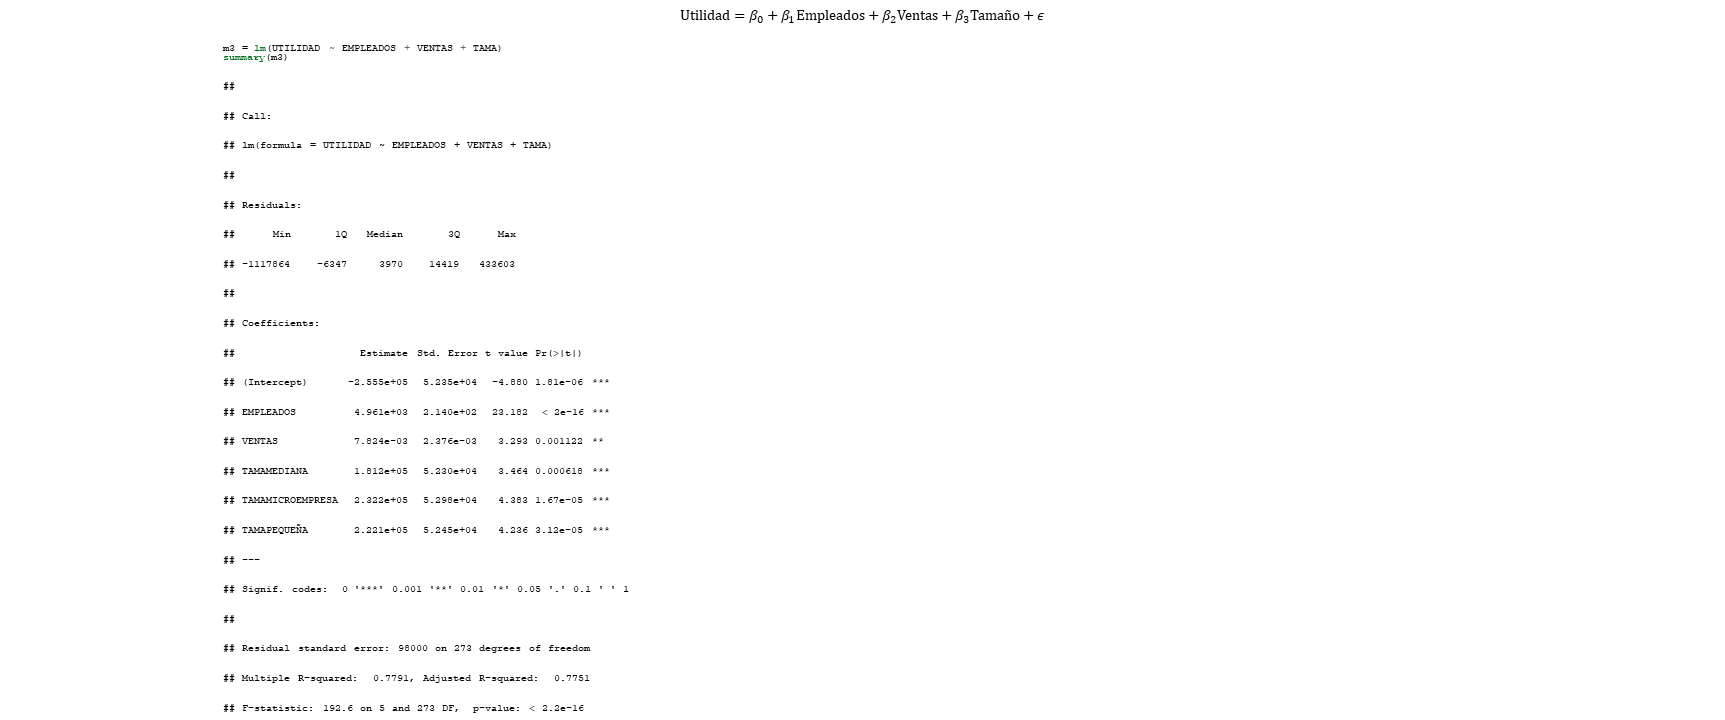 Utilidad = β₀ + β₁Empleados + β₂Ventas + β₃Tamaño + ϵ
m3 = lm(UTILIDAD ~ EMPLEADOS + VENTAS + TAMA)
summary(m3)
##
## Call:
## lm(formula = UTILIDAD ~ EMPLEADOS + VENTAS + TAMA)
##
## Residuals:
## Min 1Q Median 3Q Max
## -1117864 -6347 3970 14419 433603
##
## Coefficients:
## Estimate Std. Error t value Pr(>|t|)
## (Intercept) -2.555e+05 5.235e+04 -4.880 1.81e-06 ***
## EMPLEADOS 4.961e+03 2.140e+02 23.182 < 2e-16 ***
## VENTAS 7.824e-03 2.376e-03 3.293 0.001122 **
## TAMAMEDIANA 1.812e+05 5.230e+04 3.464 0.000618 ***
## TAMAMICROEMPRESA 2.322e+05 5.298e+04 4.383 1.67e-05 ***
## TAMAPEQUEÑA 2.221e+05 5.245e+04 4.236 3.12e-05 ***
## ---
## Signif. codes: 0 '***' 0.001 '**' 0.01 '*' 0.05 '.' 0.1 ' ' 1
##
## Residual standard error: 98000 on 273 degrees of freedom
## Multiple R-squared: 0.7791, Adjusted R-squared: 0.7751
## F-statistic: 192.6 on 5 and 273 DF, p-value: < 2.2e-16